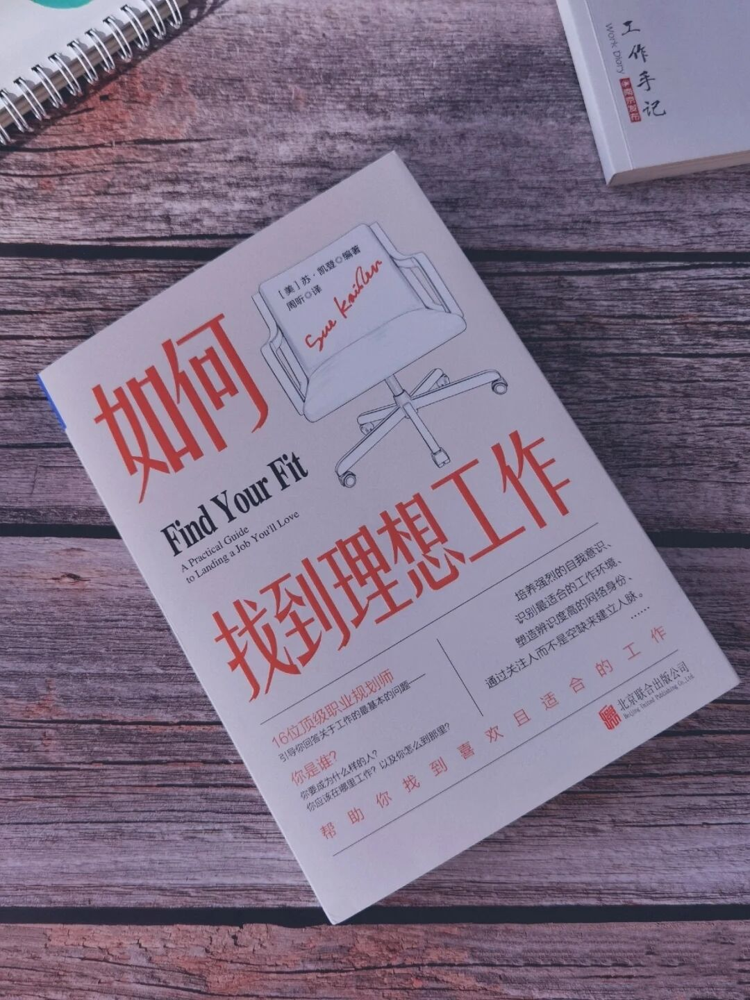 工作手记
Work Diary
南京发布
[美]苏·凯登◎编著
周昕◎译
Sue Kaiden
如何
Find Your Fit
A Practical Guide
to Landing a Job You'll Love
找到理想工作
培养强烈的自我意识、
识别最适合的工作环境、
塑造辨识度高的网络身份、
通过关注人而不是空缺来建立人脉。
……
16位顶级职业规划师
引导你回答关于工作的最基本的问题——
你是谁?
你要成为什么样的人?
你应该在哪里工作?以及你怎么到那里?
帮助你找到喜欢且适合的工作
北京联合出版公司
Beijing United Publishing Co.,Ltd.